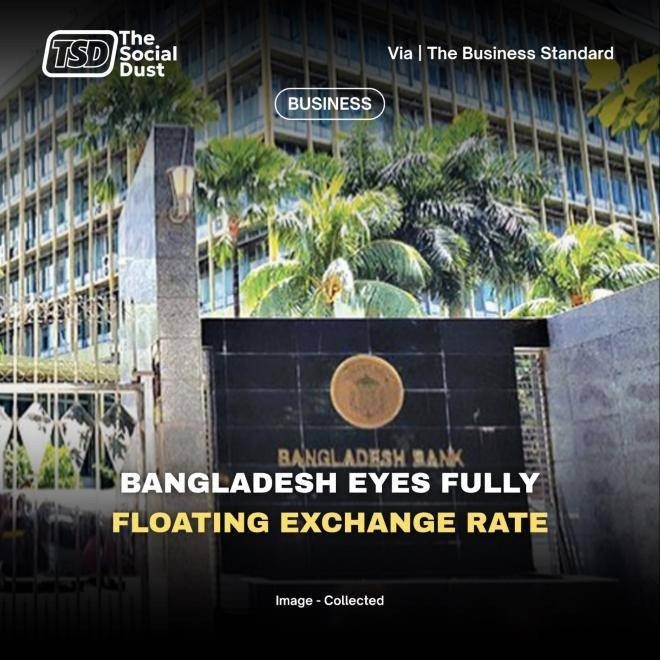 TSD The
Social
Dust
Via | The Business Standard
BUSINESS
BANGLADESH BANK
BANGLADESH EYES FULLY
FLOATING EXCHANGE RATE
Image - Collected